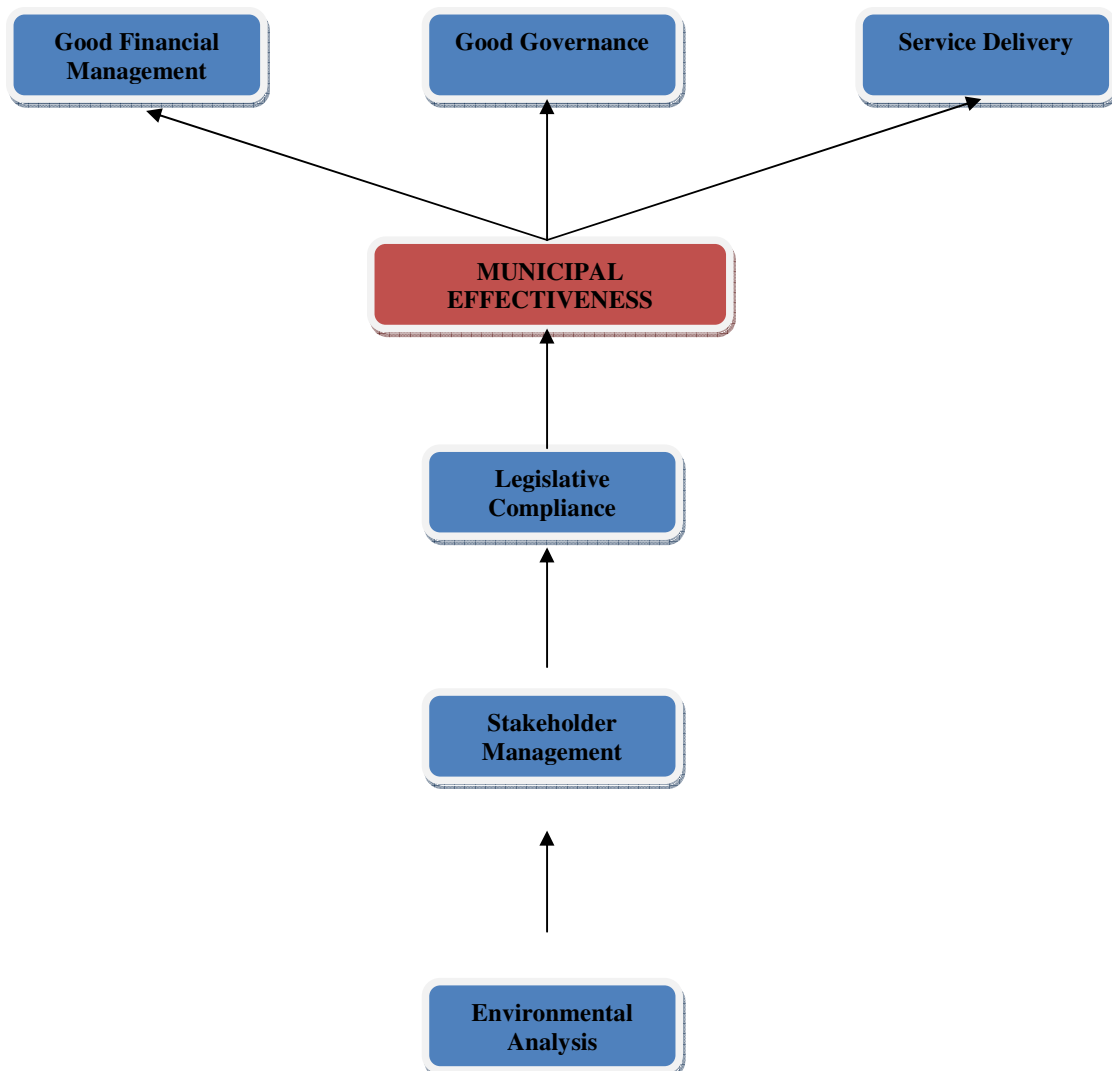 Good Financial
Management
Good Governance
Service Delivery
MUNICIPAL
EFFECTIVENESS
Legislative
Compliance
Stakeholder
Management
Environmental
Analysis